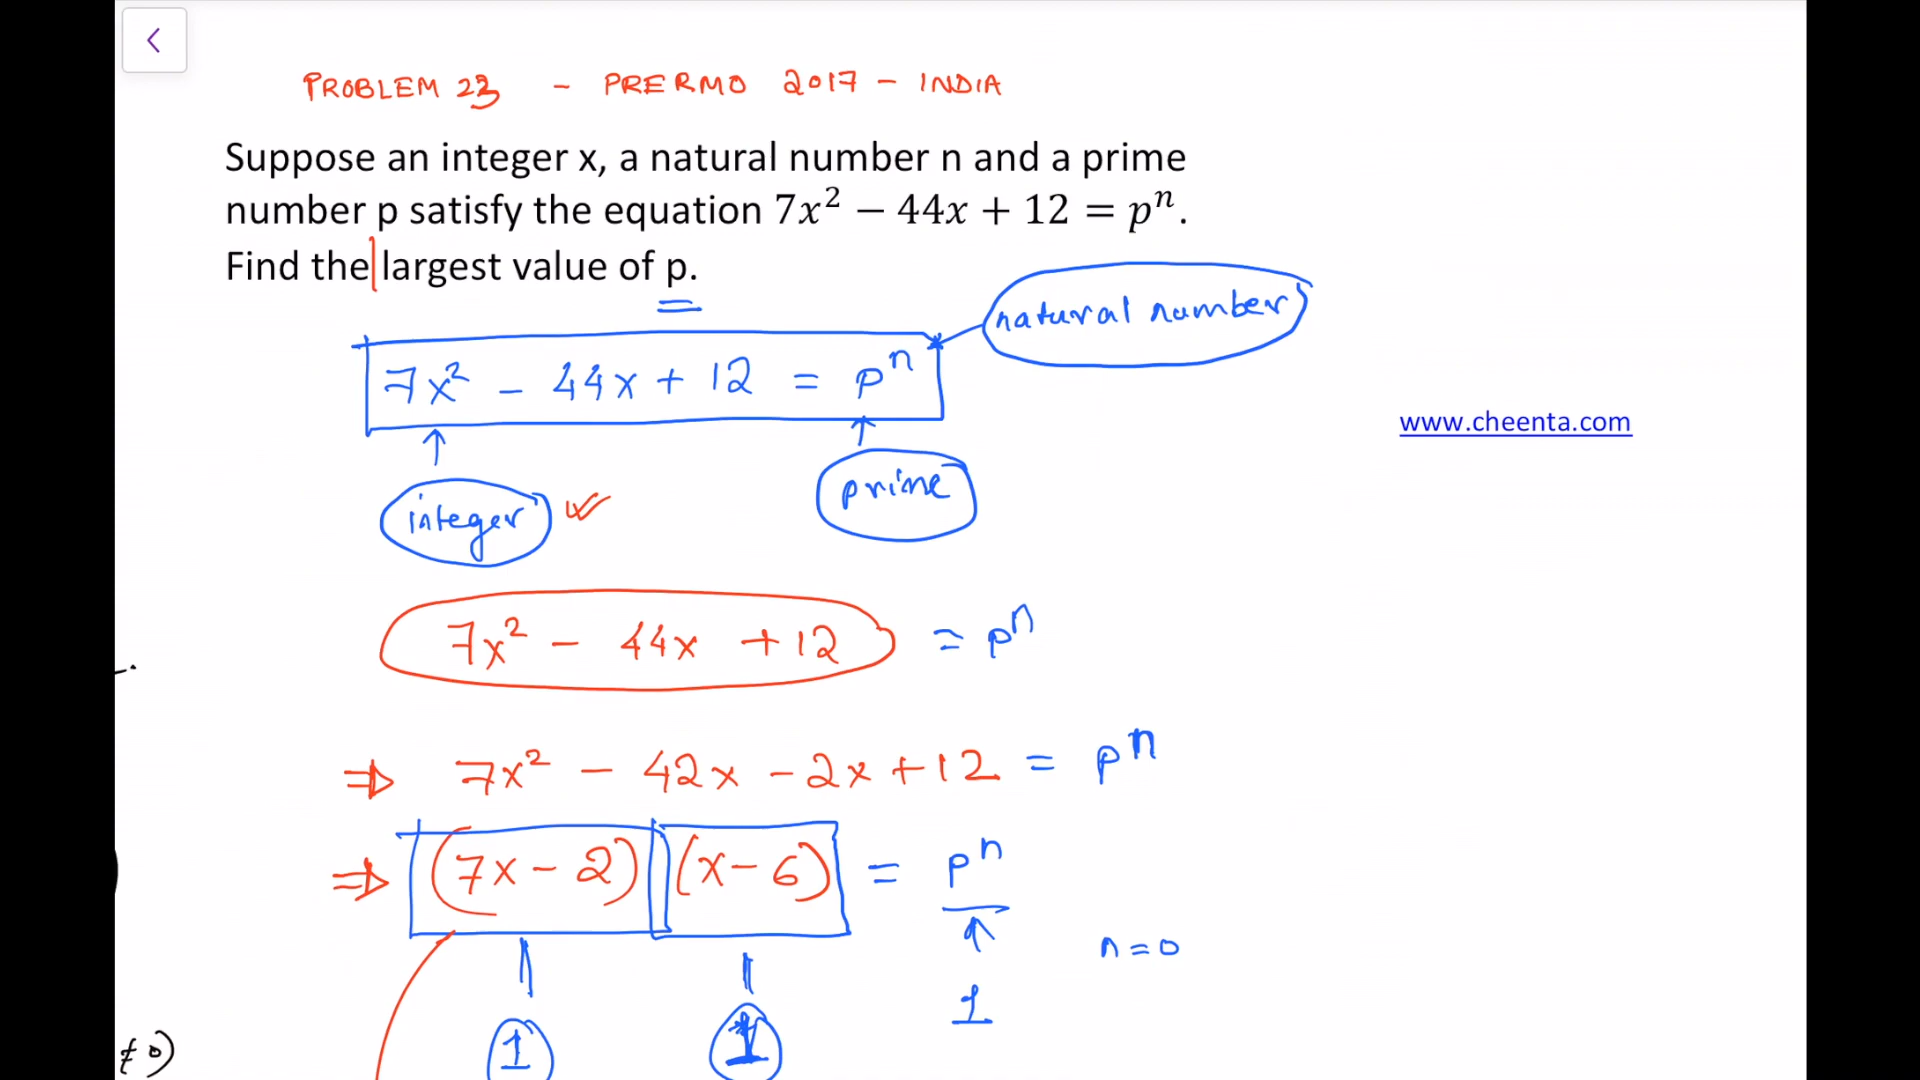 PROBLEM 23 - PRERMO 2017 - INDIA
Suppose an integer x, a natural number n and a prime
number p satisfy the equation 7x² − 44x + 12 = pⁿ.
Find the largest value of p.
natural number
7x² - 44x + 12 = pⁿ
www.cheenta.com
integer
prime
7x² - 44x + 12 = pⁿ
⇒ 7x² - 42x - 2x + 12 = pⁿ
⇒ (7x - 2) (x - 6) = pⁿ
n = 0
1
1 1
≠ 0)